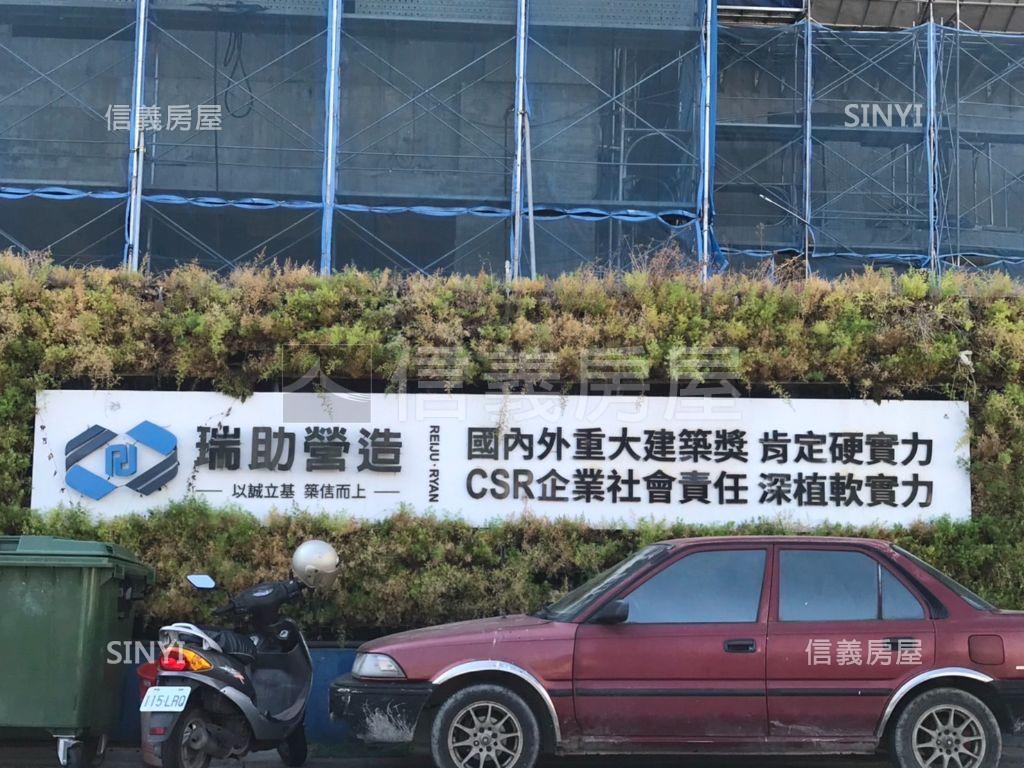 信義房屋
SINYI
信義房屋
瑞助營造
以誠立基 築信而上
REIJU·RYAN
國內外重大建築獎 肯定硬實力
CSR企業社會責任 深植軟實力
SINYI
信義房屋
115-LRQ